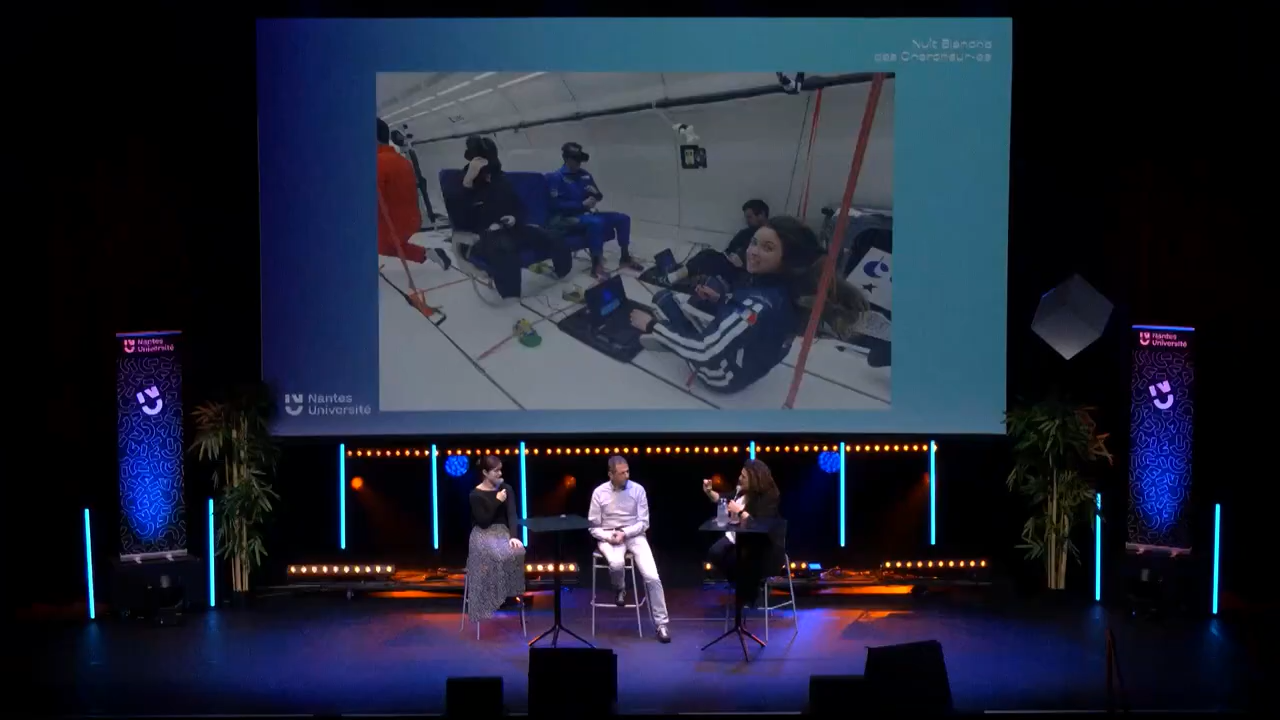 Nuit Blanche
des Chercheur·es
Nantes
Université
Nantes
Université
Nantes
Université